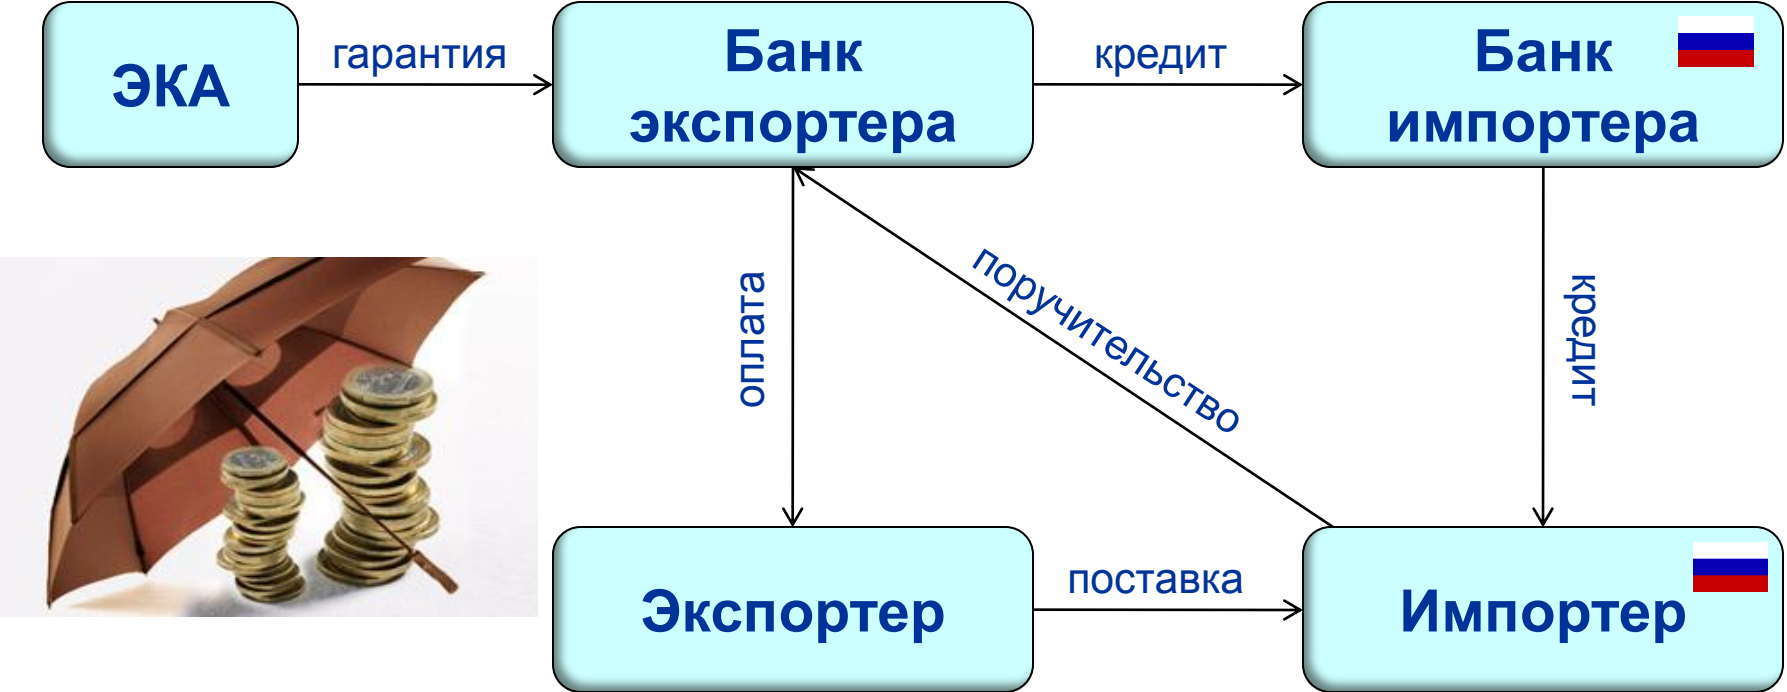 ЭКА
гарантия
Банк
экспортера
кредит
Банк
импортера
оплата
поручительство
кредит
Экспортер
поставка
Импортер